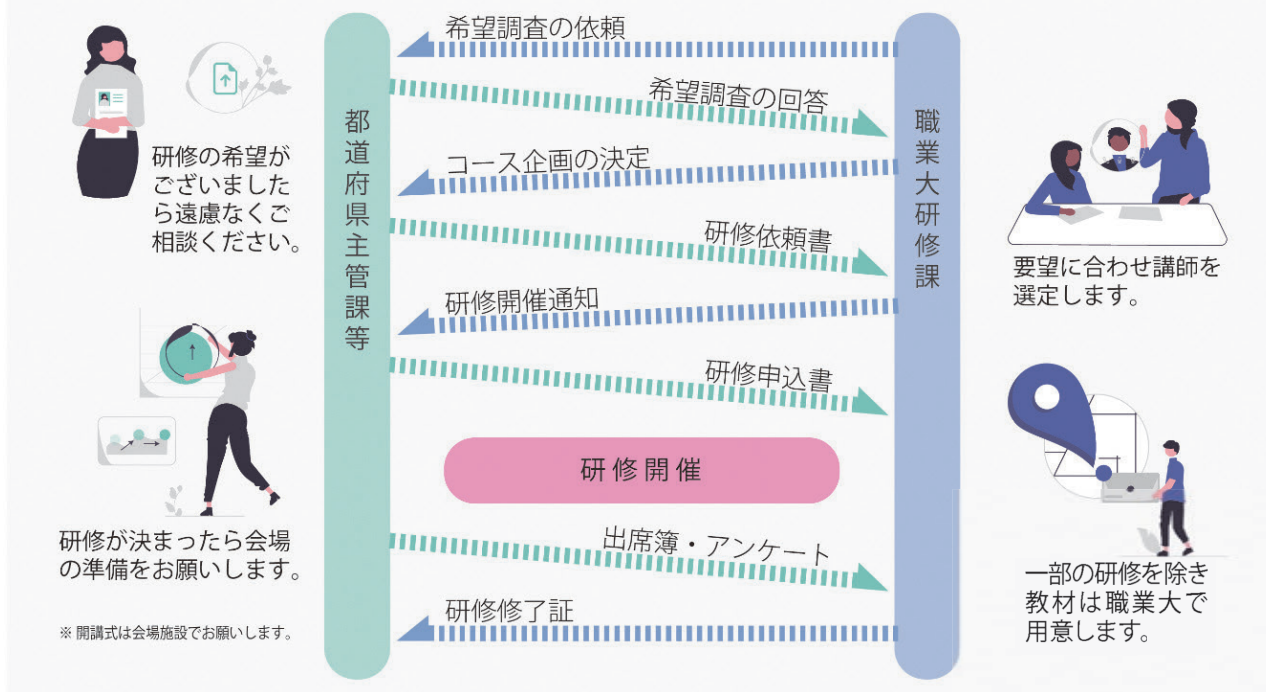 希望調査の依頼
希望調査の回答
コース企画の決定
研修依頼書
研修開催通知
研修申込書
研修開催
出席簿・アンケート
研修修了証
都道府県主管課等
職業大研修課
研修の希望が
ございました
ら遠慮なくご
相談ください。
研修が決まったら会場
の準備をお願いします。
※ 開講式は会場施設でお願いします。
要望に合わせ講師を
選定します。
一部の研修を除き
教材は職業大で
用意します。